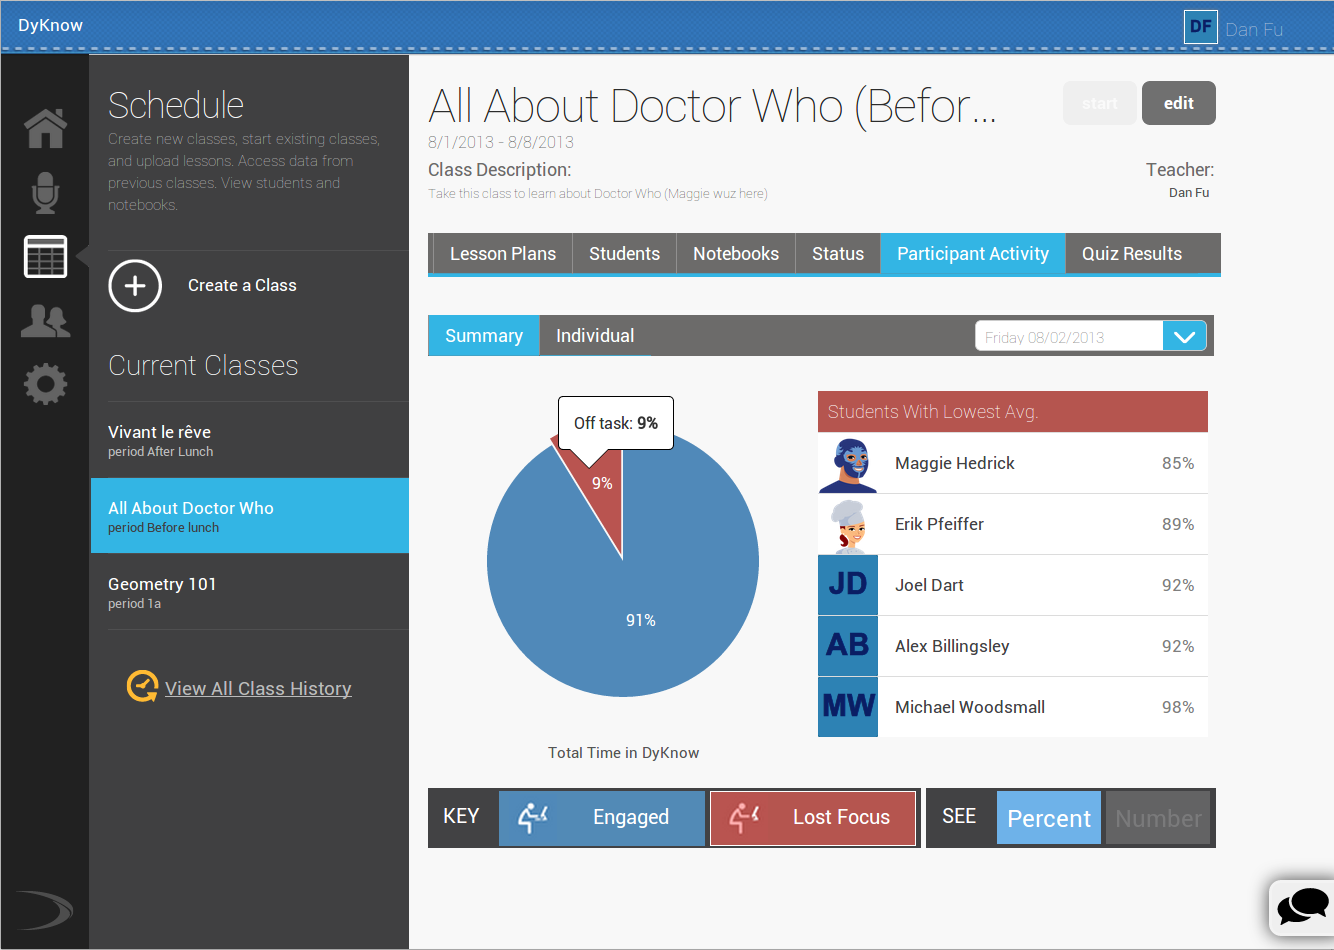 DyKnow
DF Dan Fu
Schedule
Create new classes, start existing classes,
and upload lessons. Access data from
previous classes. View students and
notebooks.
Create a Class
Current Classes
Vivant le rêve
period After Lunch
All About Doctor Who
period Before lunch
Geometry 101
period 1a
View All Class History
All About Doctor Who (Befor...
start
edit
8/1/2013 - 8/8/2013
Class Description:
Take this class to learn about Doctor Who (Maggie wuz here)
Teacher:
Dan Fu
Lesson Plans Students Notebooks Status Participant Activity Quiz Results
Summary Individual
Friday 08/02/2013
Off task: 9%
9%
91%
Total Time in DyKnow
Students With Lowest Avg.
Maggie Hedrick 85%
Erik Pfeiffer 89%
JD Joel Dart 92%
AB Alex Billingsley 92%
MW Michael Woodsmall 98%
KEY Engaged Lost Focus
SEE Percent Number